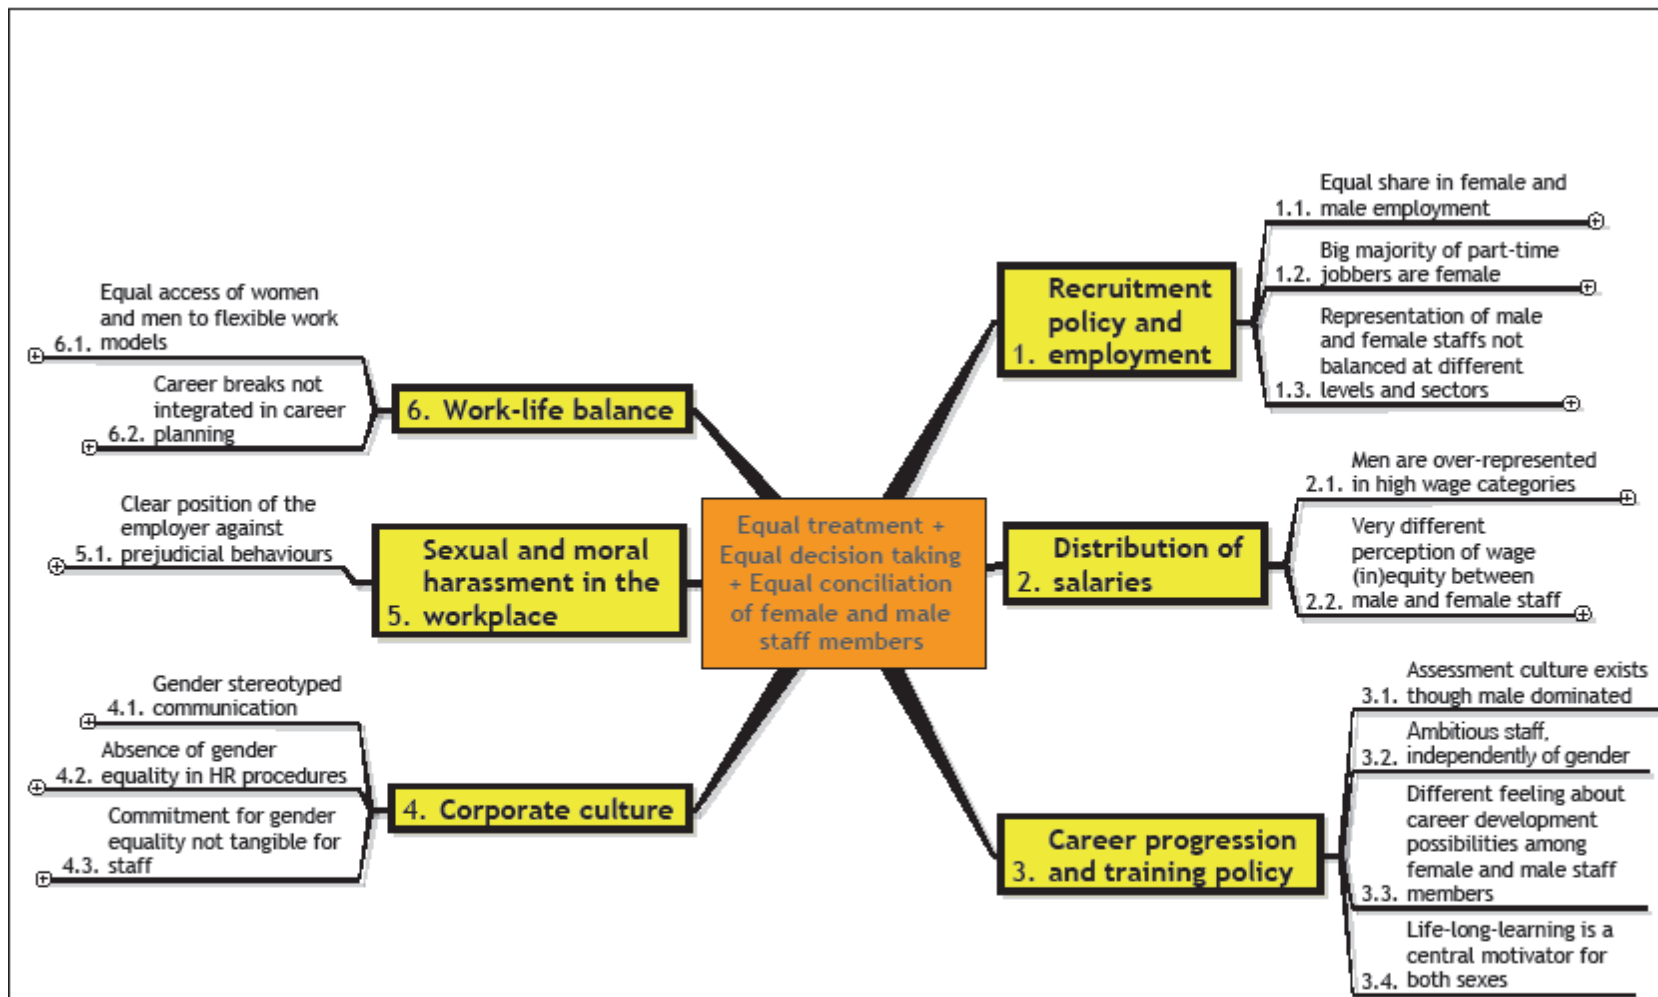 Equal treatment +
Equal decision taking
+ Equal conciliation
of female and male
staff members
Recruitment
policy and
1. employment
Equal share in female and
1.1. male employment
Big majority of part-time
1.2. jobbers are female
Representation of male
and female staffs not
balanced at different
1.3. levels and sectors
Distribution of
2. salaries
Men are over-represented
2.1. in high wage categories
Very different
perception of wage
(in)equity between
2.2. male and female staff
Career progression
3. and training policy
Assessment culture exists
3.1. though male dominated
Ambitious staff,
3.2. independently of gender
Different feeling about
career development
possibilities among
female and male staff
3.3. members
Life-long-learning is a
central motivator for
3.4. both sexes
4. Corporate culture
Gender stereotyped
4.1. communication
Absence of gender
4.2. equality in HR procedures
Commitment for gender
equality not tangible for
4.3. staff
Sexual and moral
harassment in the
5. workplace
Clear position of the
employer against
5.1. prejudicial behaviours
6. Work-life balance
Equal access of women
and men to flexible work
6.1. models
Career breaks not
integrated in career
6.2. planning